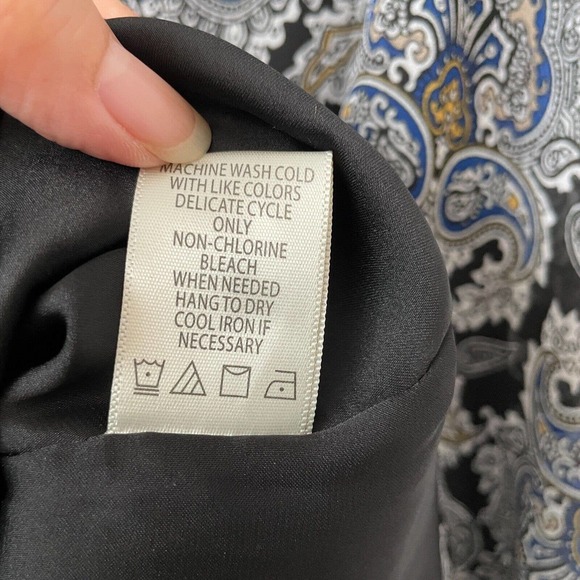 MACHINE WASH COLD
WITH LIKE COLORS
DELICATE CYCLE
ONLY
NON-CHLORINE
BLEACH
WHEN NEEDED
HANG TO DRY
COOL IRON IF
NECESSARY